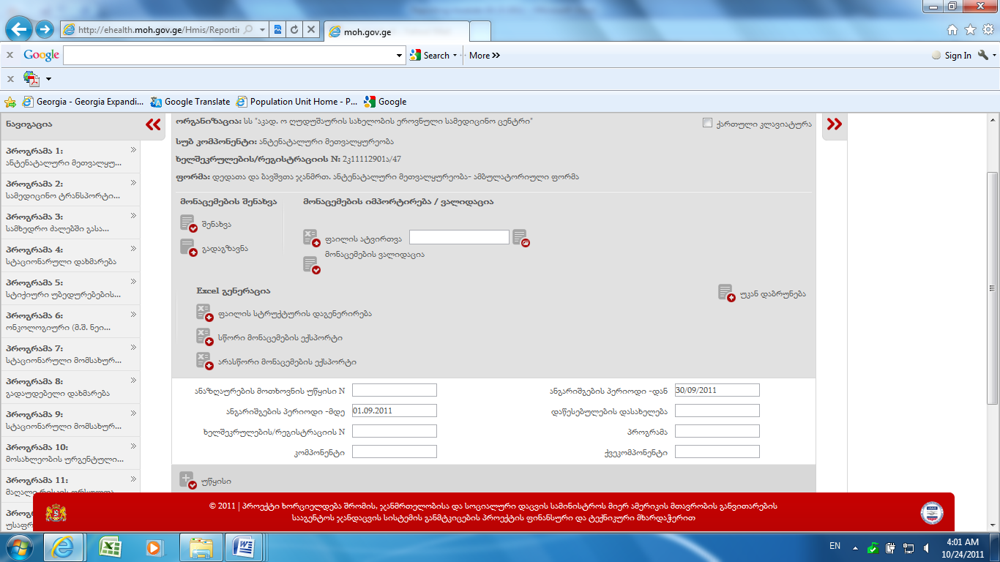 http://ehealth.moh.gov.ge/Hmis/Reportin
moh.gov.ge
x Google Search More »
Sign In
x
Georgia - Georgia Expandi... Google Translate Population Unit Home - P... Google
ნავიგაცია
პროგრამა 1:
ანტენატალური მეთვალყუ...
პროგრამა 2:
სამედიცინო ტრანსპორტი...
პროგრამა 3:
სამხედრო ძალებში გასა...
პროგრამა 4:
სტაციონარული დახმარება
პროგრამა 5:
სტიქიური უბედურებების...
პროგრამა 6:
ონკოლოგიური (მ.შ. ნეი...
პროგრამა 7:
სტაციონარული მომსახურ...
პროგრამა 8:
გადაუდებელი დახმარება
პროგრამა 9:
სტაციონარული მომსახურ...
პროგრამა 10:
მოსახლეობის ურგენტული...
პროგრამა 11:
ორგანიზაცია: სს "აკად. ო ღუდუშაურის სახელობის ეროვნული სამედიცინო ცენტრი"
ქართული კლავიატურა
სუბ კომპონენტი: ანტენატალური მეთვალყურეობა
ხელშეკრულების/რეგისტრაციის N: 2კ11112901ა/47
ფორმა: დედათა და ბავშვთა ჯანმრთ. ანტენატალური მეთვალყურეობა- ამბულატორიული ფორმა
მონაცემების შენახვა
შენახვა
გადაგზავნა
მონაცემების იმპორტირება / ვალიდაცია
ფაილის ატვირთვა
მონაცემების ვალიდაცია
Excel გენერაცია
უკან დაბრუნება
ფაილის სტრუქტურის დაგენერირება
სწორი მონაცემების ექსპორტი
არასწორი მონაცემების ექსპორტი
ანაზღაურების მოთხოვნის უწყისი N
ანგარიშგების პერიოდი -დან 30/09/2011
ანგარიშგების პერიოდი -მდე 01.09.2011
დაწესებულების დასახელება
ხელშეკრულების/რეგისტრაციის N
პროგრამა
კომპონენტი
ქვეკომპონენტი
უწყისი
© 2011 | პროექტი ხორციელდება შრომის, ჯანმრთელობისა და სოციალური დაცვის სამინისტროს მიერ ამერიკის მთავრობის განვითარების
სააგენტოს ჯანდაცვის სისტემის განმტკიცების პროექტის ფინანსური და ტექნიკური მხარდაჭერით
EN
4:01 AM
10/24/2011